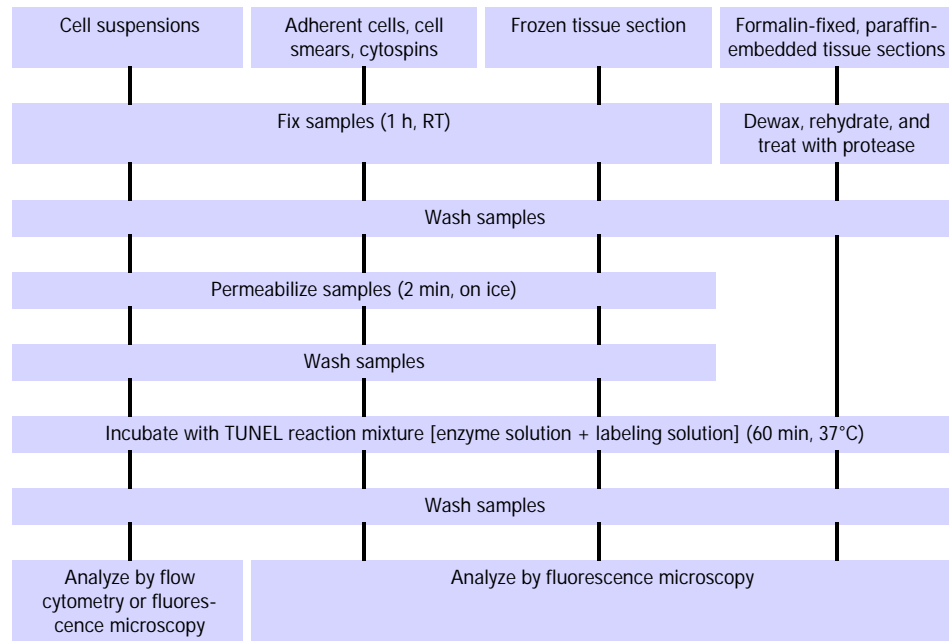 Cell suspensions
Adherent cells, cell
smears, cytospins
Frozen tissue section
Formalin-fixed, paraffin-
embedded tissue sections
Fix samples (1 h, RT)
Dewax, rehydrate, and
treat with protease
Wash samples
Permeabilize samples (2 min, on ice)
Wash samples
Incubate with TUNEL reaction mixture [enzyme solution + labeling solution] (60 min, 37°C)
Wash samples
Analyze by flow
cytometry or fluores-
cence microscopy
Analyze by fluorescence microscopy